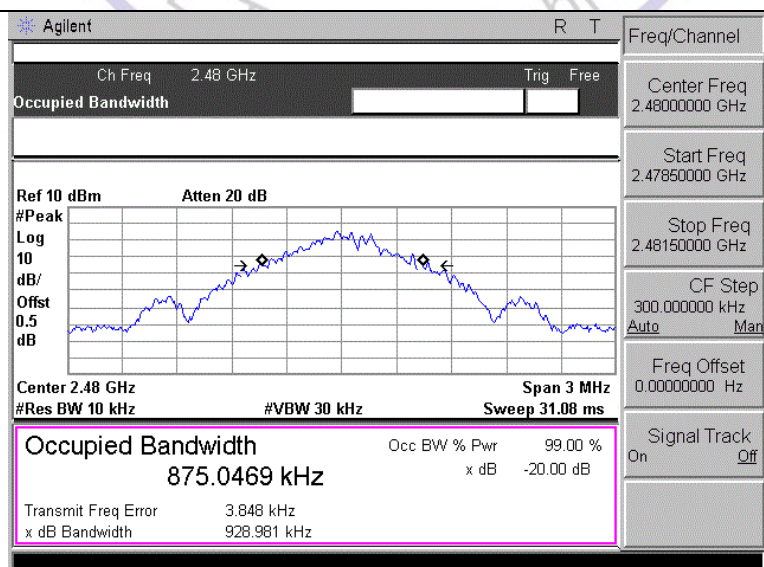 Agilent R T
Ch Freq 2.48 GHz Trig Free
Occupied Bandwidth
Ref 10 dBm Atten 20 dB
#Peak
Log
10
dB/
Offst
0.5
dB
Center 2.48 GHz Span 3 MHz
#Res BW 10 kHz #VBW 30 kHz Sweep 31.08 ms
Occupied Bandwidth Occ BW % Pwr 99.00 %
875.0469 kHz x dB -20.00 dB
Transmit Freq Error 3.848 kHz
x dB Bandwidth 928.981 kHz
Freq/Channel
Center Freq
2.48000000 GHz
Start Freq
2.47850000 GHz
Stop Freq
2.48150000 GHz
CF Step
300.000000 kHz
Auto Man
Freq Offset
0.00000000 Hz
Signal Track
On Off